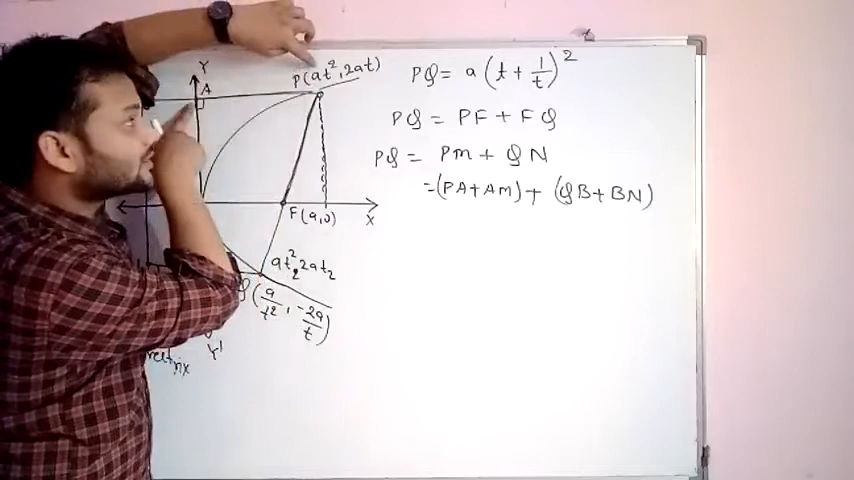 Y
A
P(at², 2at)
F(a,0)
X
at₂² 2at₂
Q (a/t², -2a/t)
Y'
rectrix
PQ = a (t + 1/t)²
PQ = PF + FQ
PQ = PM + QN
=(PA+AM) + (QB+BN)